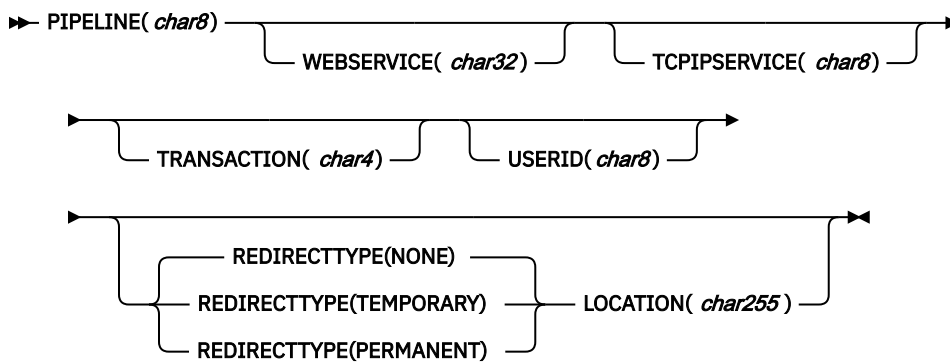 PIPELINE( char8)
WEBSERVICE( char32)
TCPIPSERVICE( char8)
TRANSACTION( char4)
USERID( char8)
REDIRECTTYPE(NONE)
REDIRECTTYPE(TEMPORARY)
LOCATION( char255)
REDIRECTTYPE(PERMANENT)